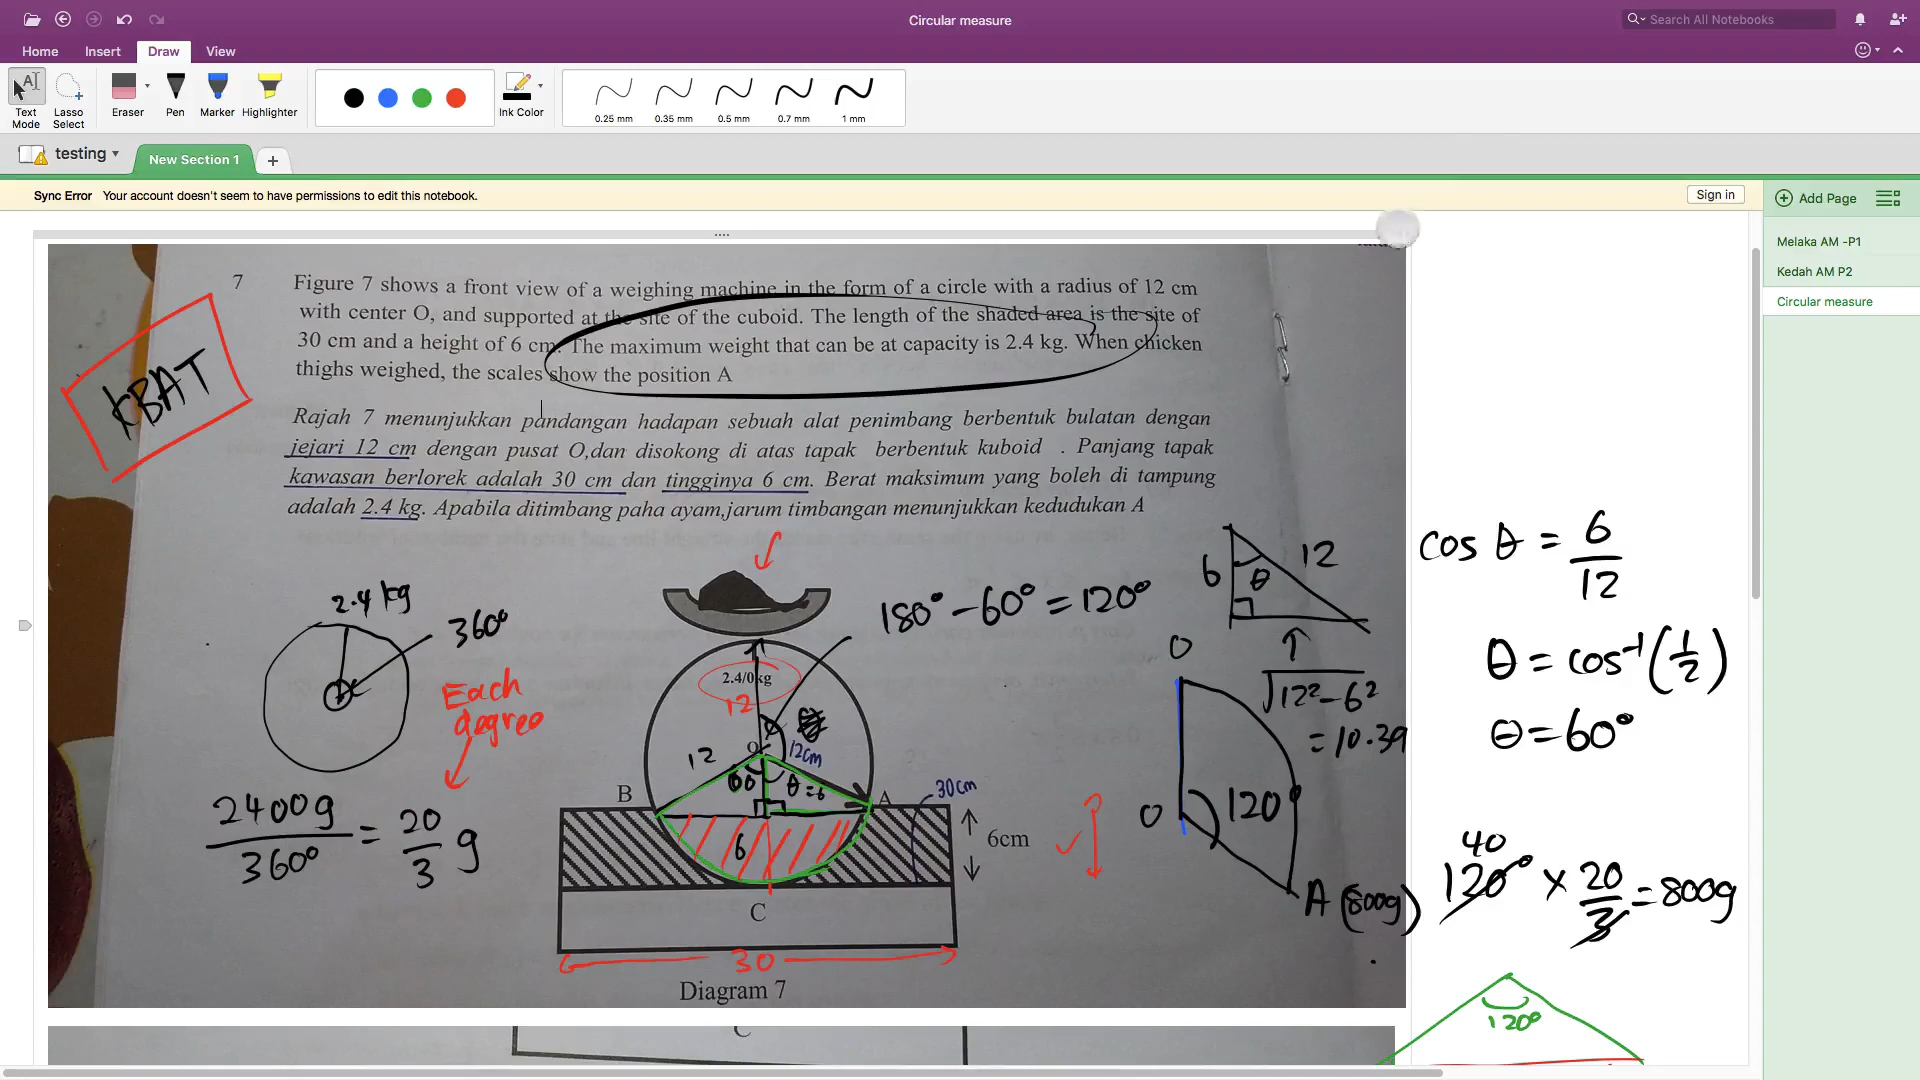 Circular measure
Search All Notebooks
Home Insert Draw View
Text Mode
Lasso Select
Eraser
Pen
Marker
Highlighter
Ink Color
0.25 mm
0.35 mm
0.5 mm
0.7 mm
1 mm
testing
New Section 1
Sync Error Your account doesn't seem to have permissions to edit this notebook.
Sign in
Add Page
Melaka AM -P1
Kedah AM P2
Circular measure
7 Figure 7 shows a front view of a weighing machine in the form of a circle with a radius of 12 cm
with center O, and supported at the site of the cuboid. The length of the shaded area is the site of
30 cm and a height of 6 cm. The maximum weight that can be at capacity is 2.4 kg. When chicken
thighs weighed, the scales show the position A
Rajah 7 menunjukkan pandangan hadapan sebuah alat penimbang berbentuk bulatan dengan
jejari 12 cm dengan pusat O,dan disokong di atas tapak berbentuk kuboid . Panjang tapak
kawasan berlorek adalah 30 cm dan tingginya 6 cm. Berat maksimum yang boleh di tampung
adalah 2.4 kg. Apabila ditimbang paha ayam,jarum timbangan menunjukkan kedudukan A
KBAT
2.4 kg
360°
Each
degree
2400g
360°
= 20
3 g
180° - 60° = 120°
2.4/0 kg
12
O
12
12cm
θ
B
A
30cm
6
6cm
C
30
Diagram 7
6
θ
12
√12² - 6²
= 10.39
O
O
120°
A (800g)
cos θ = 6
12
θ = cos⁻¹(1/2)
θ = 60°
40
120° × 20
3
= 800g
120°
C